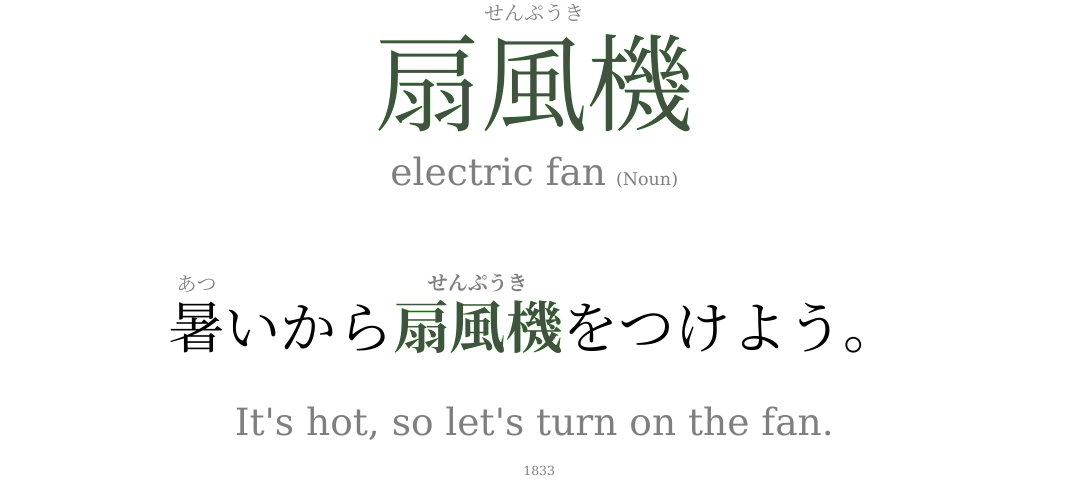 せんぷうき
扇風機
electric fan (Noun)
あつ せんぷうき
暑いから扇風機をつけよう。
It's hot, so let's turn on the fan.
1833